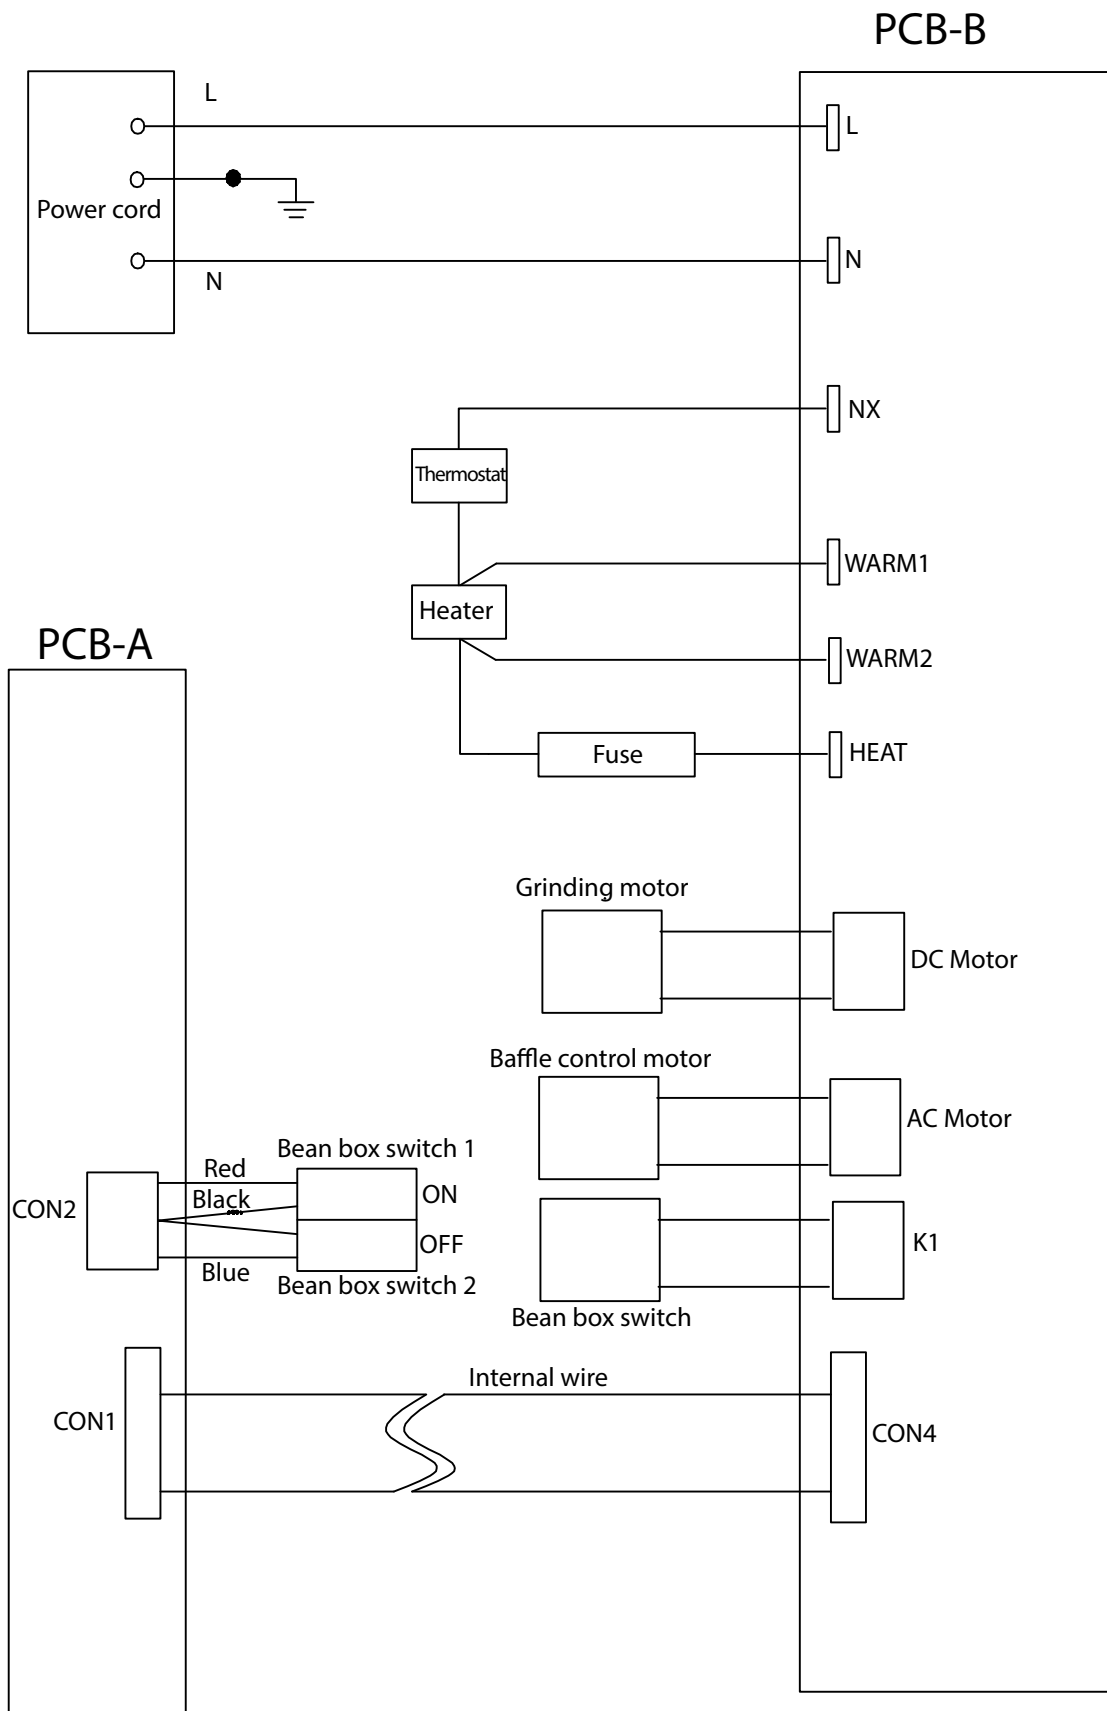 PCB-B
L
L
Power cord
N
N
NX
Thermostat
WARM1
Heater
PCB-A
WARM2
Fuse
HEAT
Grinding motor
DC Motor
Baffle control motor
AC Motor
Bean box switch 1
Red
Black
ON
CON2
OFF
K1
Blue
Bean box switch 2
Bean box switch
Internal wire
CON1
CON4